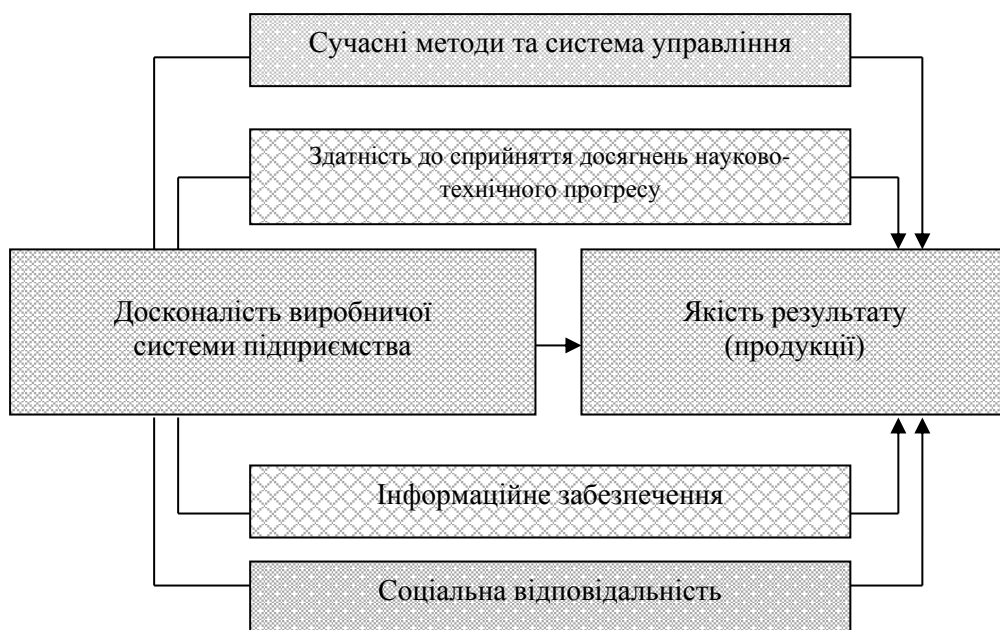 Сучасні методи та система управління
Здатність до сприйняття досягнень науково-
технічного прогресу
Досконалість виробничої
системи підприємства
Якість результату
(продукції)
Інформаційне забезпечення
Соціальна відповідальність